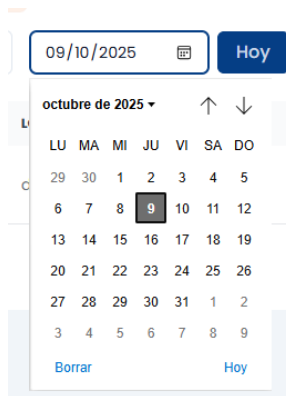 09/10/2025 Hoy
octubre de 2025
LU MA MI JU VI SA DO
29 30 1 2 3 4 5
6 7 8 9 10 11 12
13 14 15 16 17 18 19
20 21 22 23 24 25 26
27 28 29 30 31 1 2
3 4 5 6 7 8 9
Borrar Hoy